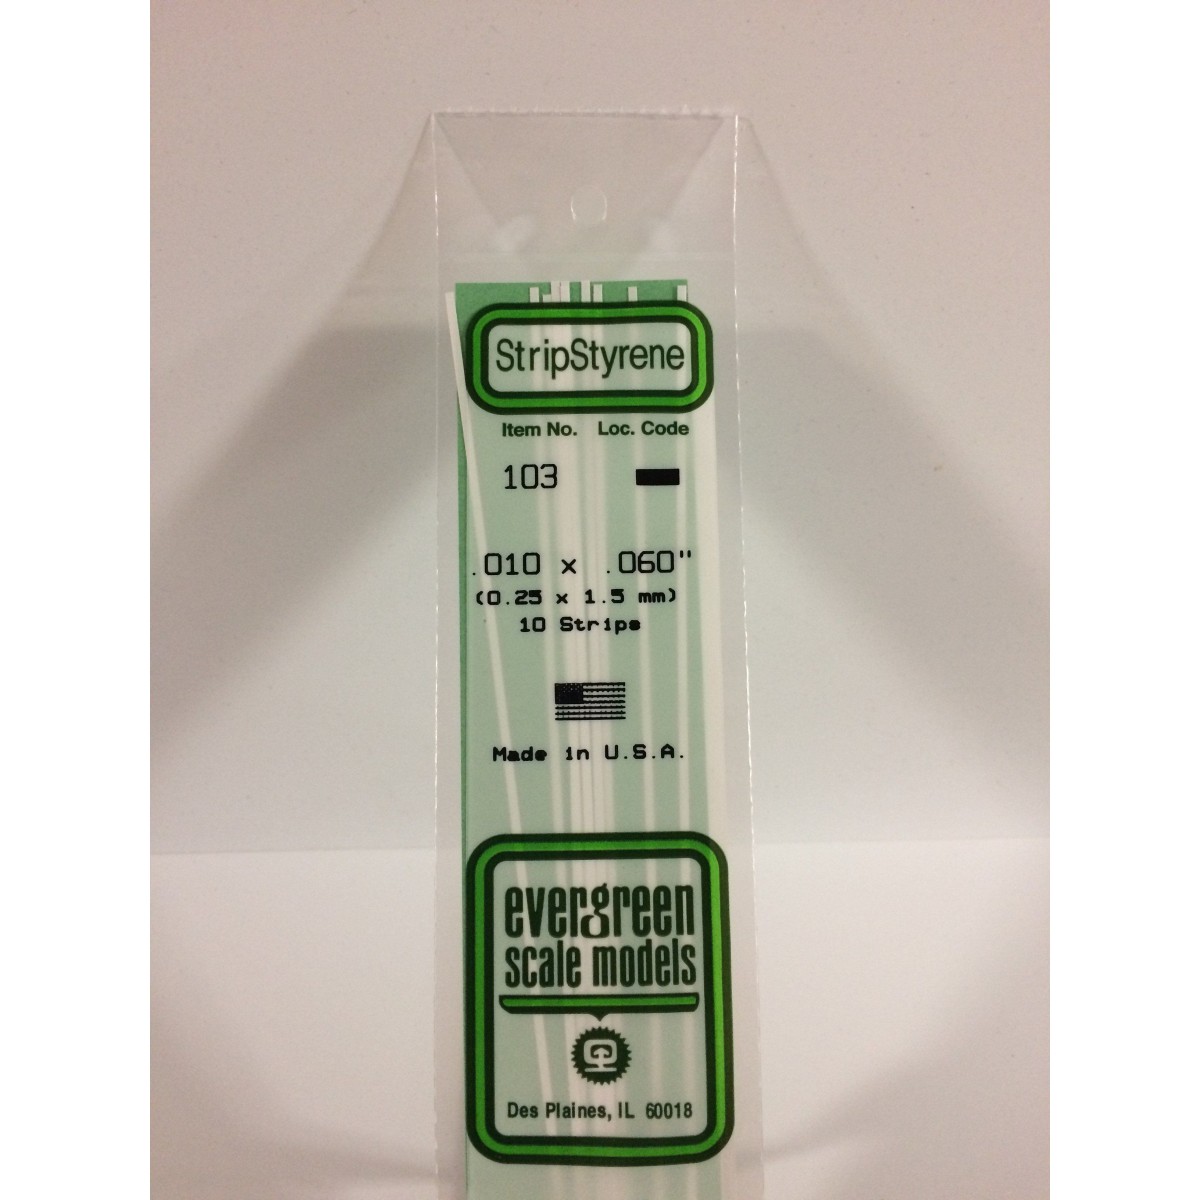 StripStyrene
Item No. Loc. Code
103
.010 x .060"
(0.25 x 1.5 mm)
10 Strips
Made in U.S.A.
evergreen
scale models
Des Plaines, IL 60018